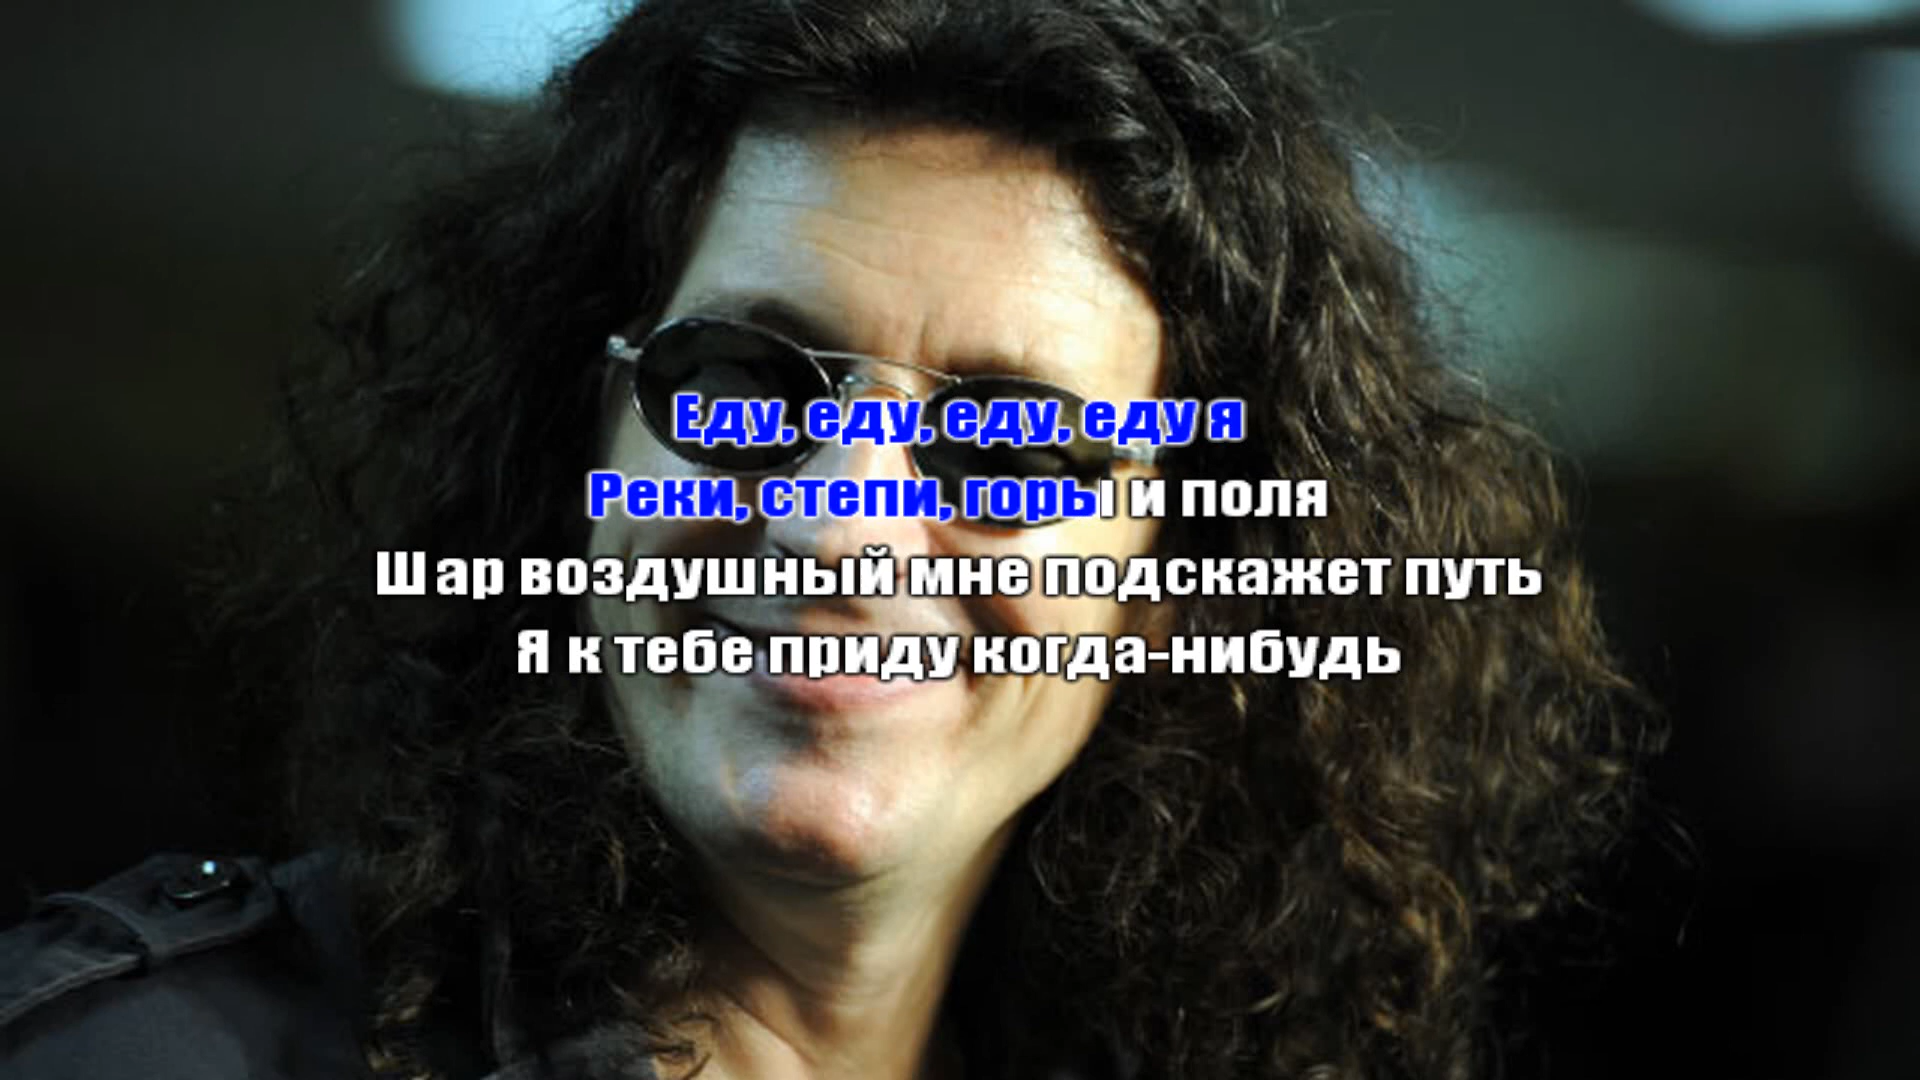 Еду, еду, еду, еду я
Реки, степи, горы и поля
Шар воздушный мне подскажет путь
Я к тебе приду когда-нибудь